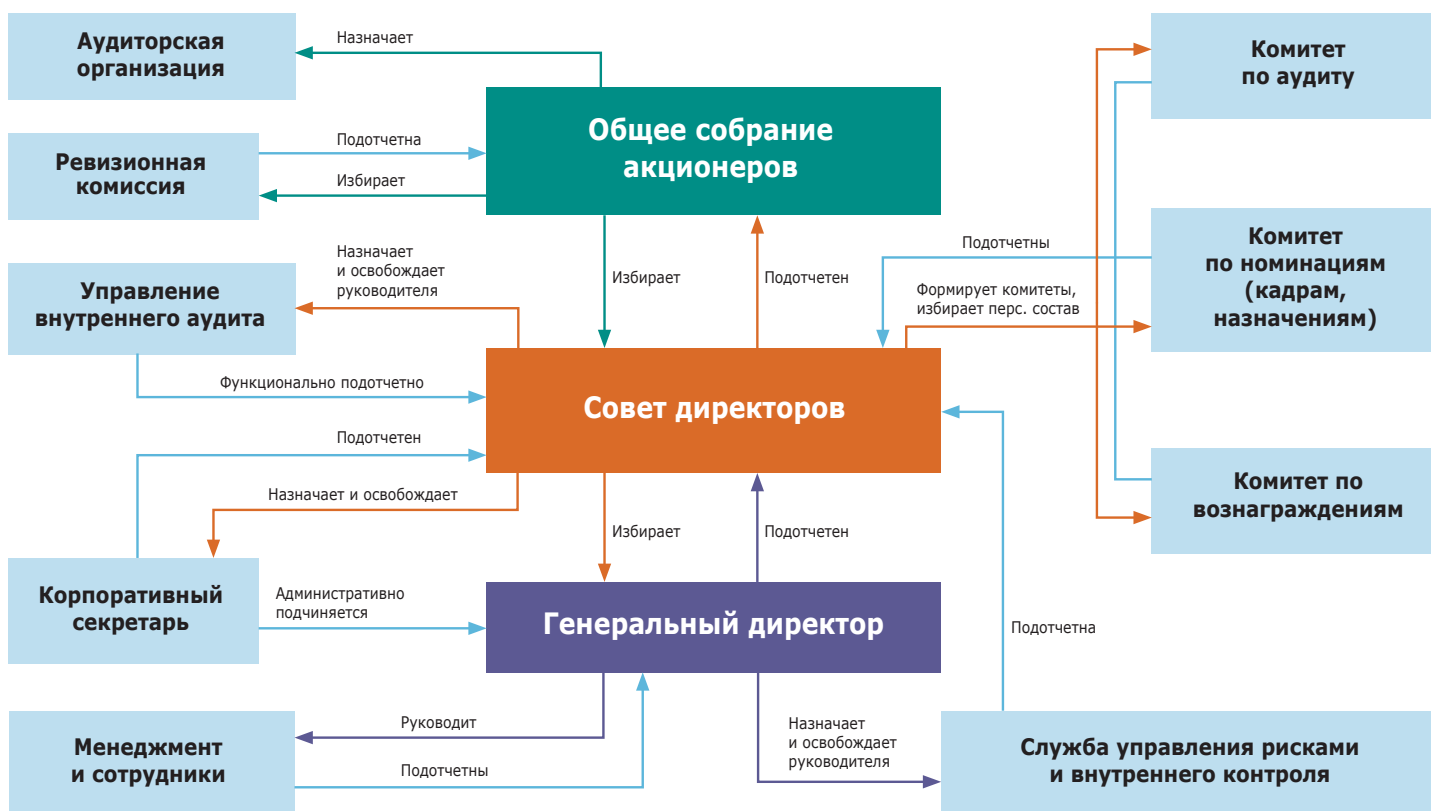 Аудиторская
организация
Назначает
Общее собрание
акционеров
Комитет
по аудиту
Ревизионная
комиссия
Подотчетна
Избирает
Управление
внутреннего аудита
Назначает
и освобождает
руководителя
Избирает
Подотчетен
Подотчетны
Формирует комитеты,
избирает перс. состав
Комитет
по номинациям
(кадрам,
назначениям)
Функционально подотчетно
Совет директоров
Подотчетен
Назначает и освобождает
Избирает
Подотчетен
Комитет по
вознаграждениям
Корпоративный
секретарь
Административно
подчиняется
Генеральный директор
Подотчетна
Менеджмент
и сотрудники
Руководит
Подотчетны
Назначает
и освобождает
руководителя
Служба управления рисками
и внутреннего контроля